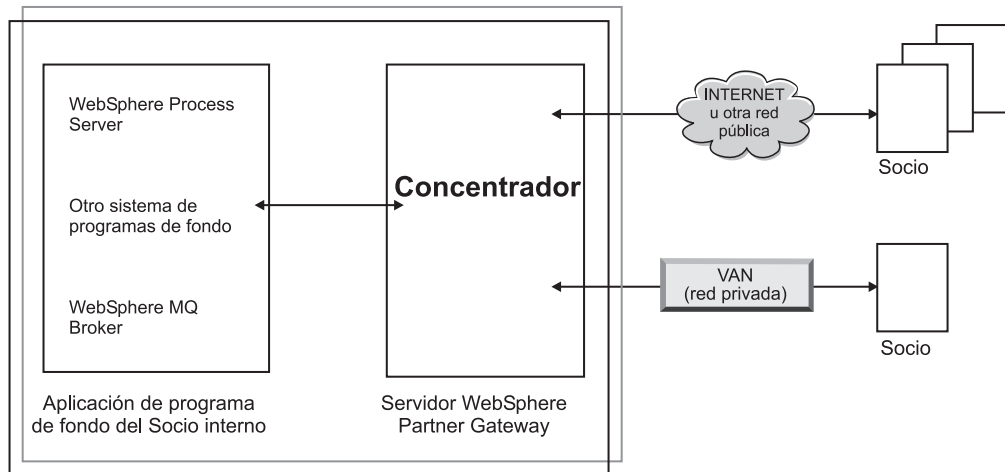 WebSphere Process
Server
Otro sistema de
programas de fondo
WebSphere MQ
Broker
Aplicación de programa
de fondo del Socio interno
Concentrador
Servidor WebSphere
Partner Gateway
INTERNET
u otra red
pública
Socio
VAN
(red privada)
Socio